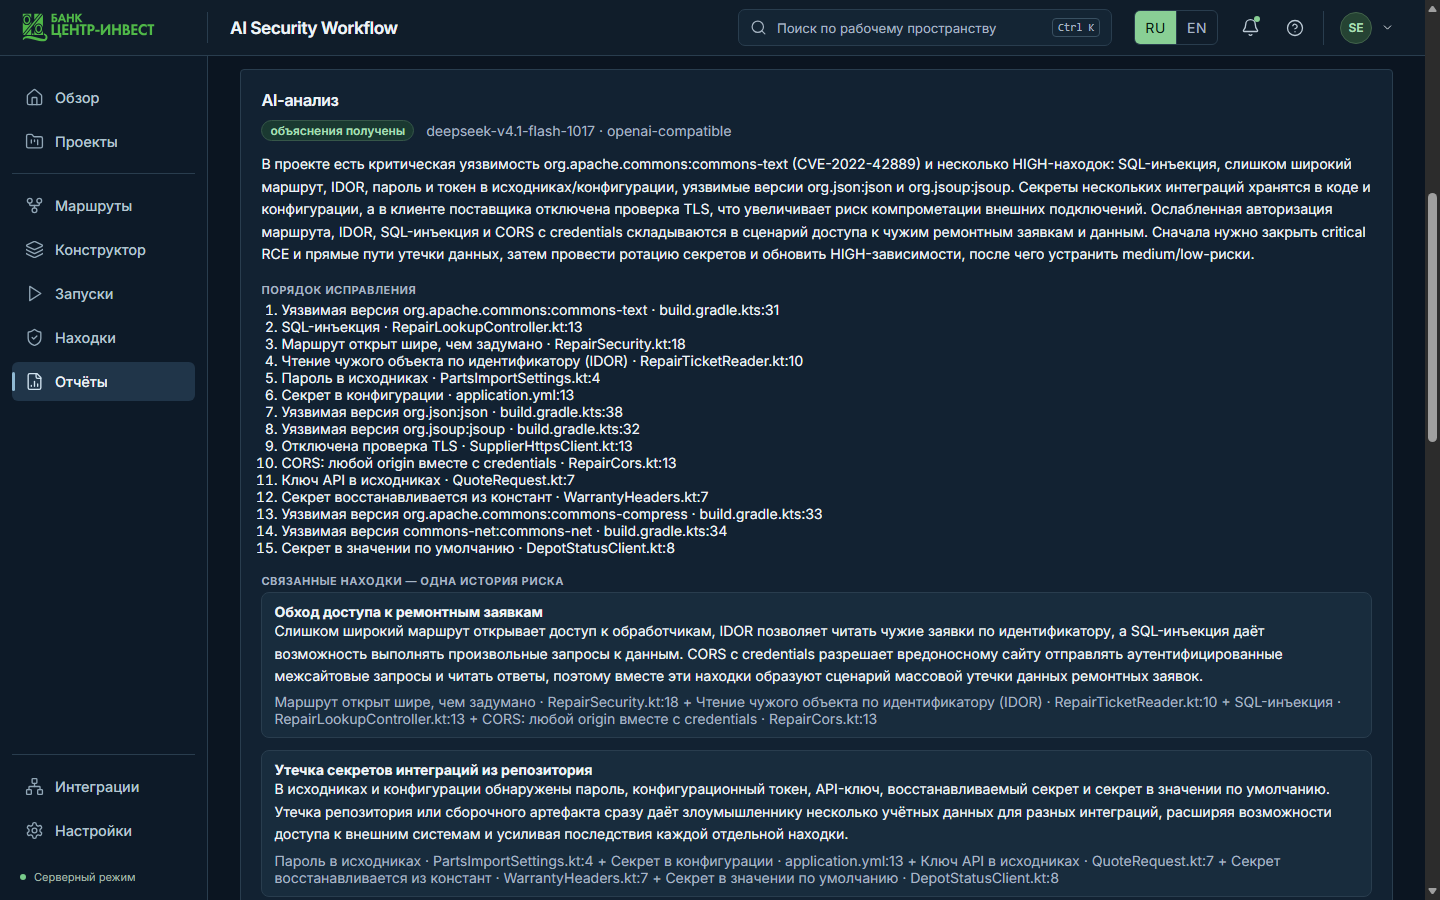 БАНК
ЦЕНТР-ИНВЕСТ
AI Security Workflow
Поиск по рабочему пространству
Ctrl K
RU
EN
SE
Обзор
Проекты
Маршруты
Конструктор
Запуски
Находки
Отчёты
Интеграции
Настройки
Серверный режим
AI-анализ
объяснения получены
deepseek-v4.1-flash-1017 · openai-compatible
В проекте есть критическая уязвимость org.apache.commons:commons-text (CVE-2022-42889) и несколько HIGH-находок: SQL-инъекция, слишком широкий
маршрут, IDOR, пароль и токен в исходниках/конфигурации, уязвимые версии org.json:json и org.jsoup:jsoup. Секреты нескольких интеграций хранятся в коде и
конфигурации, а в клиенте поставщика отключена проверка TLS, что увеличивает риск компрометации внешних подключений. Ослабленная авторизация
маршрута, IDOR, SQL-инъекция и CORS с credentials складываются в сценарий доступа к чужим ремонтным заявкам и данным. Сначала нужно закрыть critical
RCE и прямые пути утечки данных, затем провести ротацию секретов и обновить HIGH-зависимости, после чего устранить medium/low-риски.
ПОРЯДОК ИСПРАВЛЕНИЯ
1. Уязвимая версия org.apache.commons:commons-text · build.gradle.kts:31
2. SQL-инъекция · RepairLookupController.kt:13
3. Маршрут открыт шире, чем задумано · RepairSecurity.kt:18
4. Чтение чужого объекта по идентификатору (IDOR) · RepairTicketReader.kt:10
5. Пароль в исходниках · PartsImportSettings.kt:4
6. Секрет в конфигурации · application.yml:13
7. Уязвимая версия org.json:json · build.gradle.kts:38
8. Уязвимая версия org.jsoup:jsoup · build.gradle.kts:32
9. Отключена проверка TLS · SupplierHttpsClient.kt:13
10. CORS: любой origin вместе с credentials · RepairCors.kt:13
11. Ключ API в исходниках · QuoteRequest.kt:7
12. Секрет восстанавливается из констант · WarrantyHeaders.kt:7
13. Уязвимая версия org.apache.commons:commons-compress · build.gradle.kts:33
14. Уязвимая версия commons-net:commons-net · build.gradle.kts:34
15. Секрет в значении по умолчанию · DepotStatusClient.kt:8
СВЯЗАННЫЕ НАХОДКИ — ОДНА ИСТОРИЯ РИСКА
Обход доступа к ремонтным заявкам
Слишком широкий маршрут открывает доступ к обработчикам, IDOR позволяет читать чужие заявки по идентификатору, а SQL-инъекция даёт
возможность выполнять произвольные запросы к данным. CORS с credentials разрешает вредоносному сайту отправлять аутентифицированные
межсайтовые запросы и читать ответы, поэтому вместе эти находки образуют сценарий массовой утечки данных ремонтных заявок.
Маршрут открыт шире, чем задумано · RepairSecurity.kt:18 + Чтение чужого объекта по идентификатору (IDOR) · RepairTicketReader.kt:10 + SQL-инъекция ·
RepairLookupController.kt:13 + CORS: любой origin вместе с credentials · RepairCors.kt:13
Утечка секретов интеграций из репозитория
В исходниках и конфигурации обнаружены пароль, конфигурационный токен, API-ключ, восстанавливаемый секрет и секрет в значении по умолчанию.
Утечка репозитория или сборочного артефакта сразу даёт злоумышленнику несколько учётных данных для разных интеграций, расширяя возможности
доступа к внешним системам и усиливая последствия каждой отдельной находки.
Пароль в исходниках · PartsImportSettings.kt:4 + Секрет в конфигурации · application.yml:13 + Ключ API в исходниках · QuoteRequest.kt:7 + Секрет
восстанавливается из констант · WarrantyHeaders.kt:7 + Секрет в значении по умолчанию · DepotStatusClient.kt:8